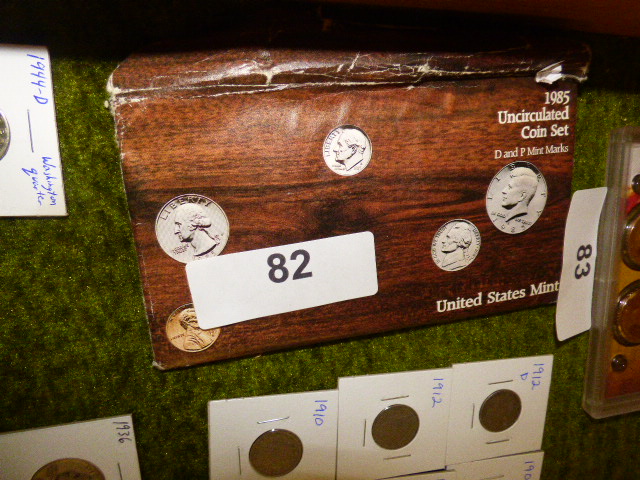 1944-D
Washington
quarter
1985
Uncirculated
Coin Set
D and P Mint Marks
LIBERTY
82
83
United States Mint
1936
1910
1912
1912
D